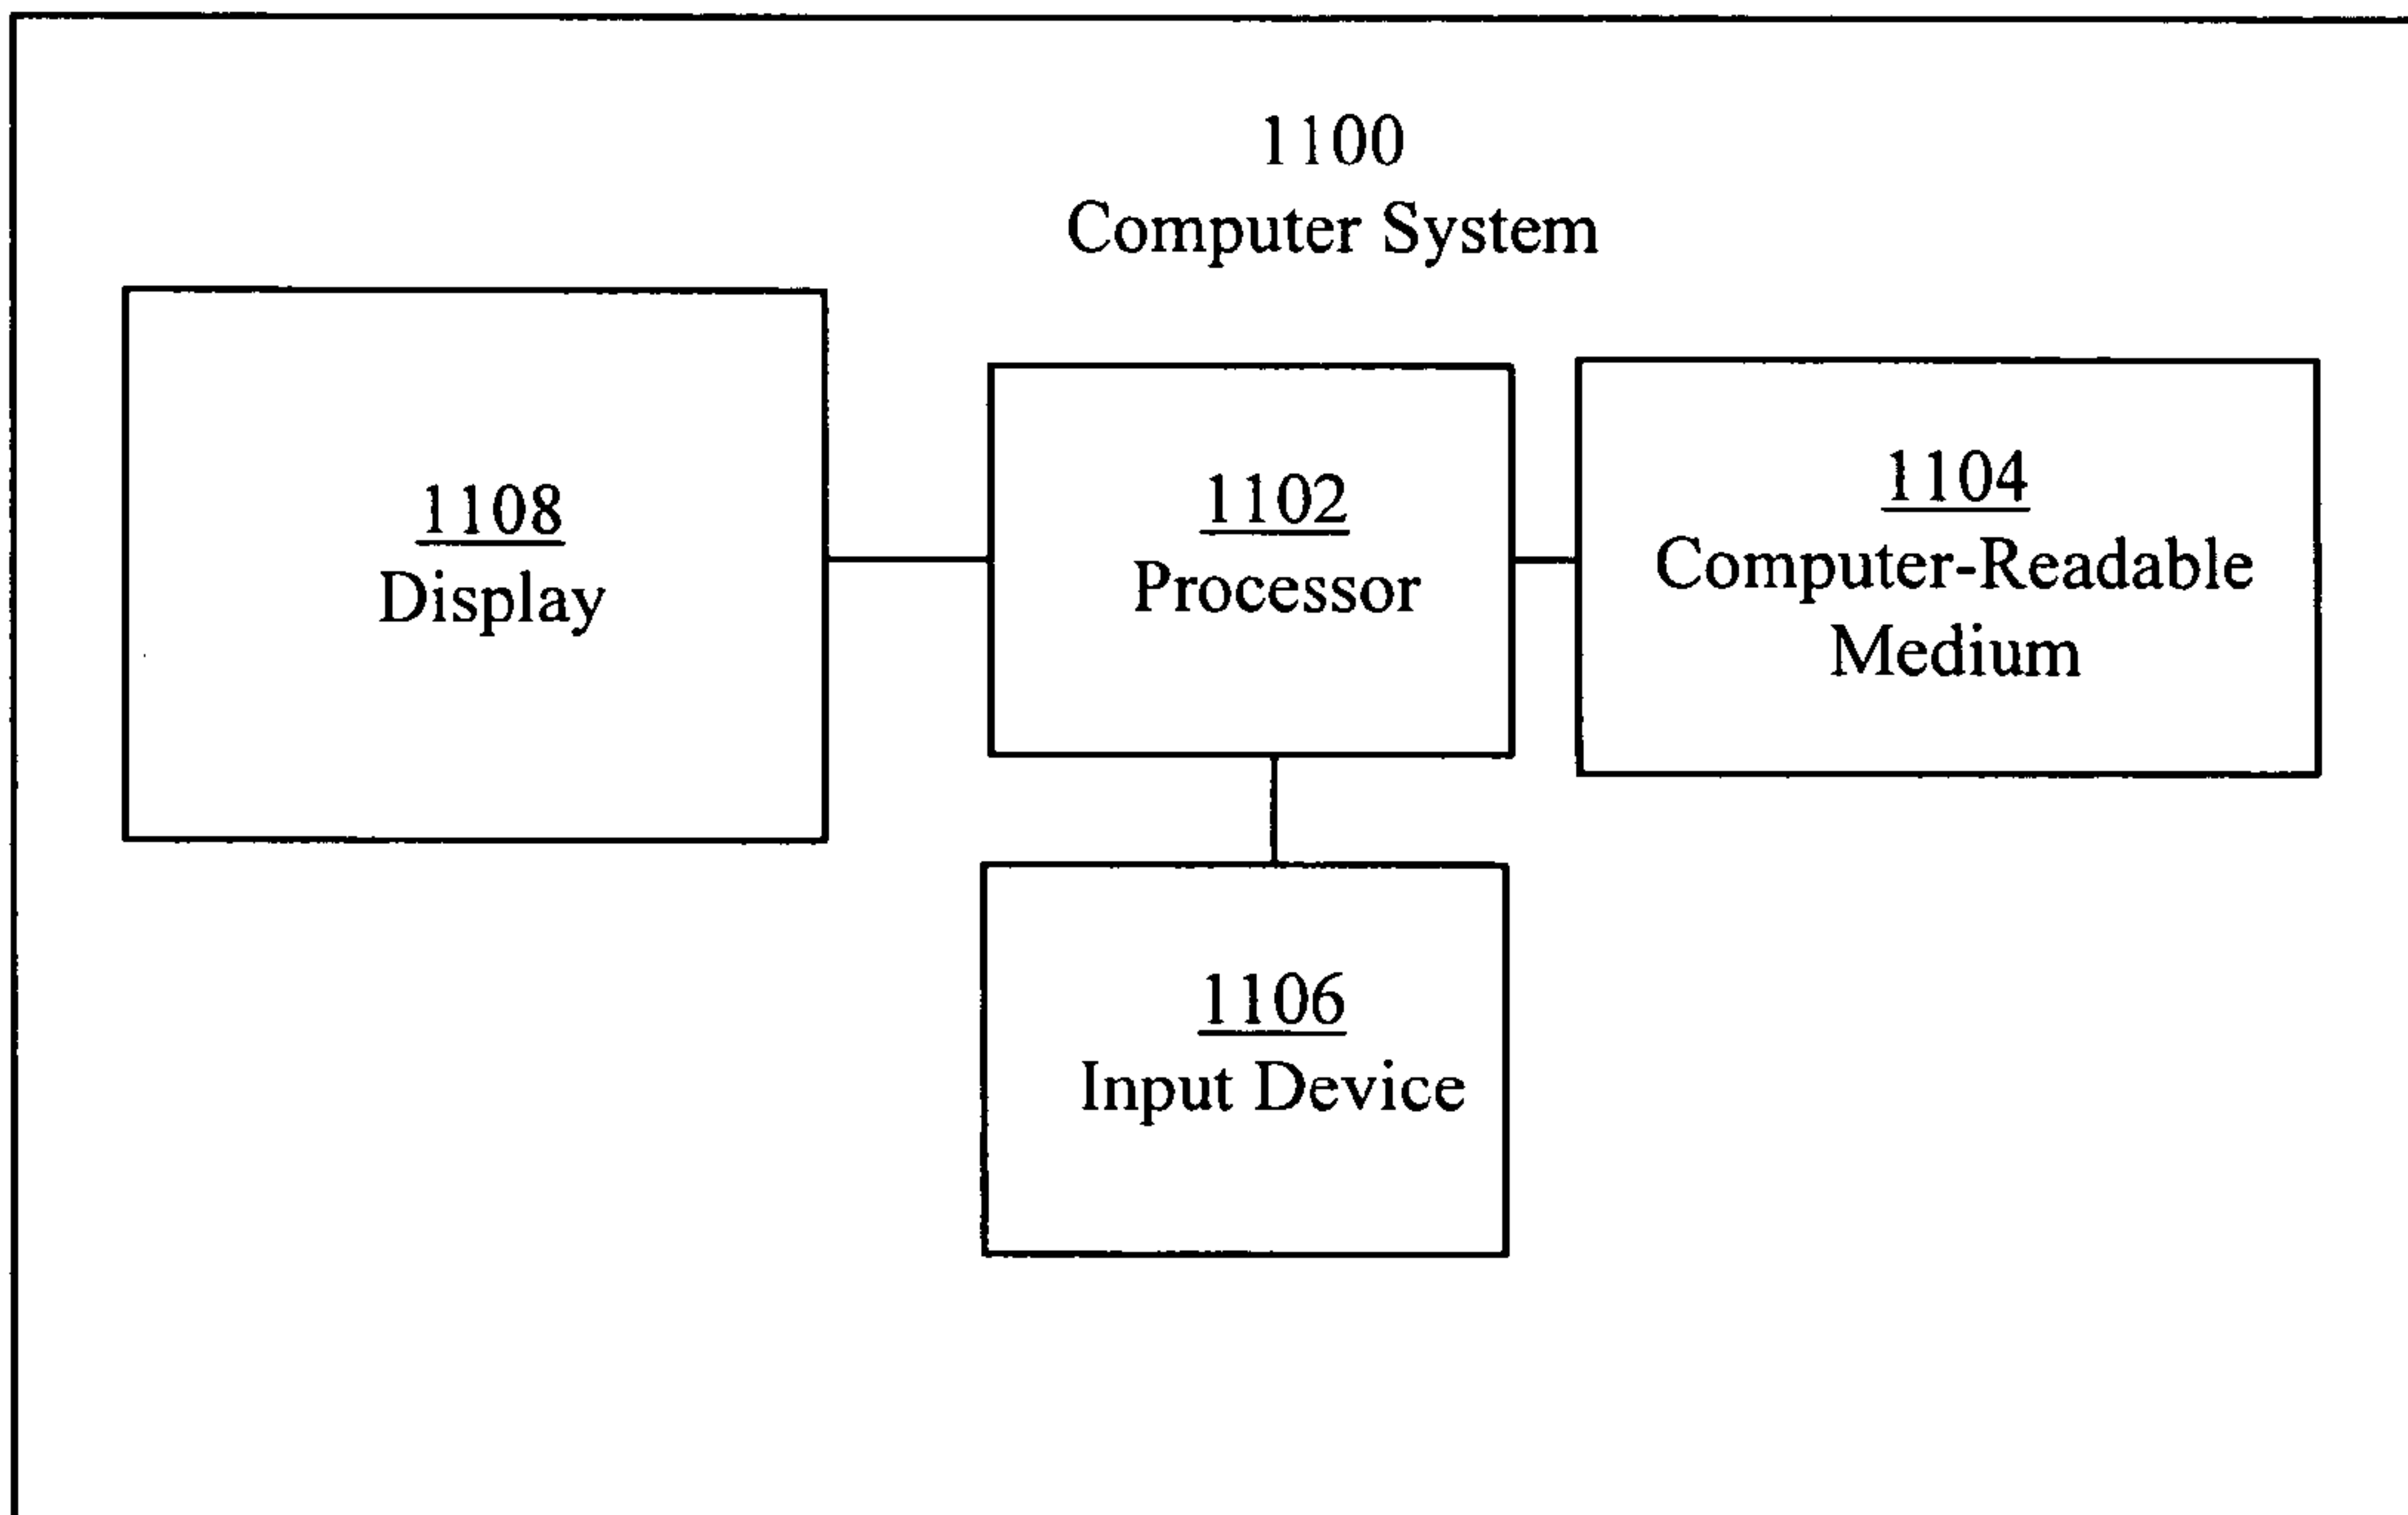 1100
Computer System
1108
Display
1102
Processor
1104
Computer-Readable
Medium
1106
Input Device